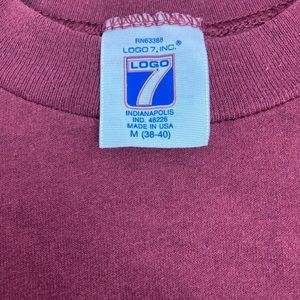 RN63388
LOGO 7, INC.®
LOGO
7
INDIANAPOLIS
IND. 46226
MADE IN USA
M (38-40)